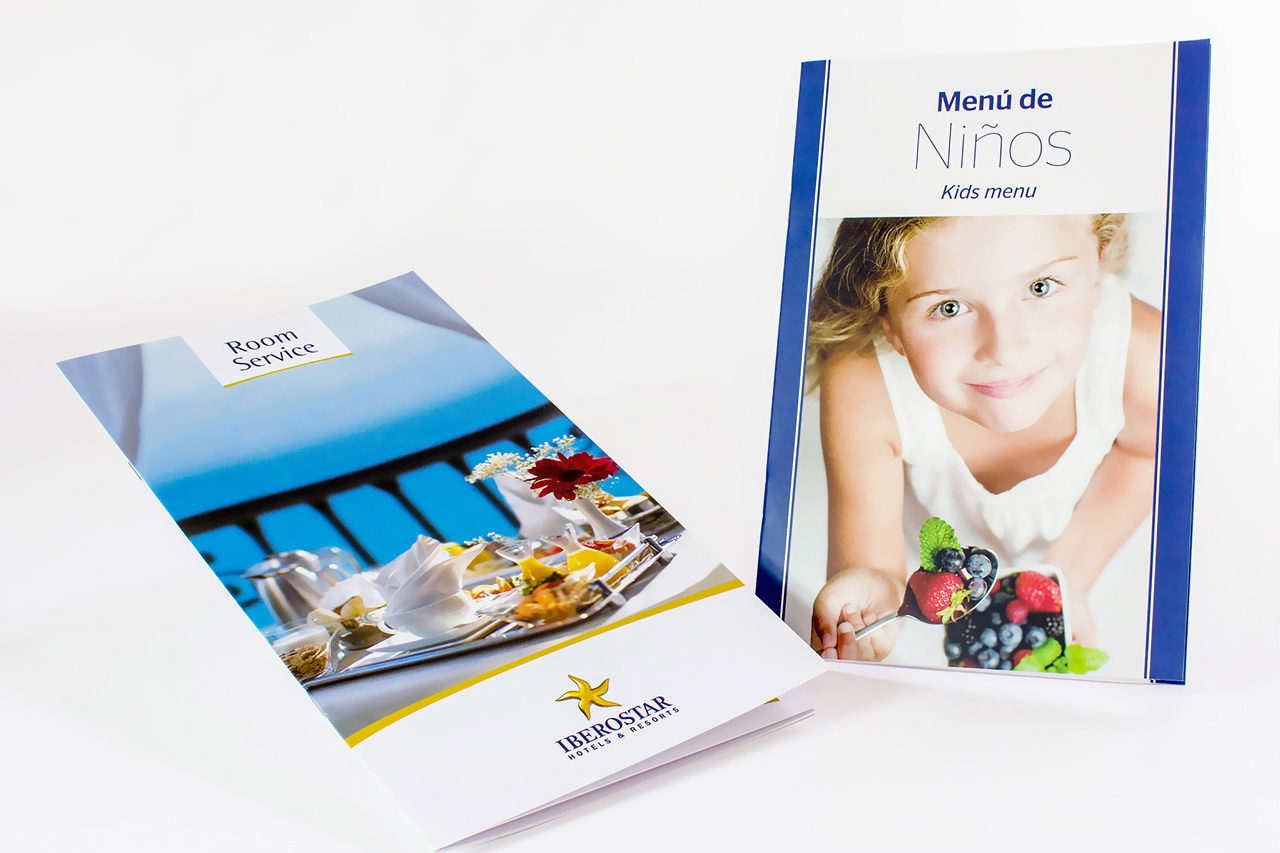 Room
Service
IBEROSTAR
HOTELS & RESORTS
Menú de
Niños
Kids menu